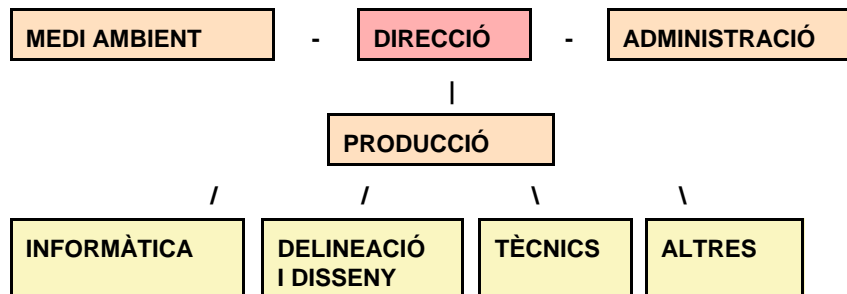 MEDI AMBIENT - DIRECCIÓ - ADMINISTRACIÓ
|
PRODUCCIÓ
/ / \ \
INFORMÀTICA DELINEACIÓ TÈCNICS ALTRES
I DISSENY